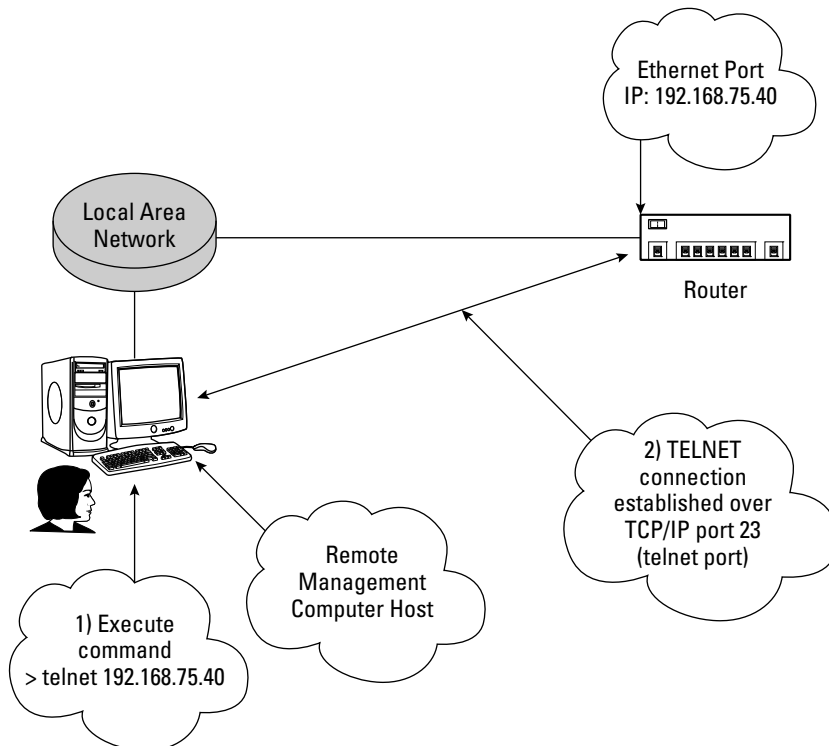 Ethernet Port
IP: 192.168.75.40
Local Area
Network
Router
2) TELNET
connection
established over
TCP/IP port 23
(telnet port)
Remote
Management
Computer Host
1) Execute
command
> telnet 192.168.75.40